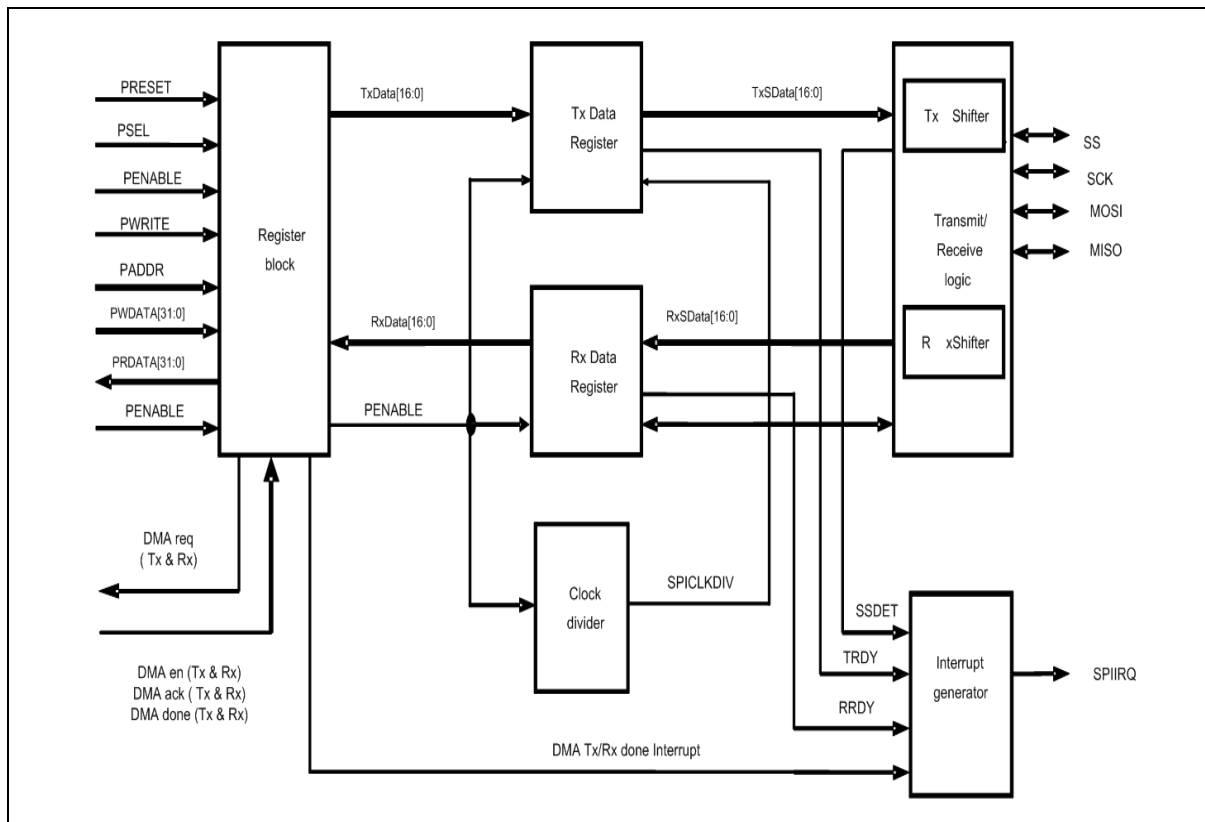 PRESET
PSEL
PENABLE
PWRITE
PADDR
PWDATA[31:0]
PRDATA[31:0]
PENABLE
Register
block
TxData[16:0]
RxData[16:0]
PENABLE
Tx Data
Register
Rx Data
Register
Clock
divider
SPICLKDIV
TxSData[16:0]
RxSData[16:0]
Tx Shifter
Transmit/
Receive
logic
R xShifter
SS
SCK
MOSI
MISO
DMA req
( Tx & Rx)
DMA en (Tx & Rx)
DMA ack ( Tx & Rx)
DMA done (Tx & Rx)
DMA Tx/Rx done Interrupt
SSDET
TRDY
RRDY
Interrupt
generator
SPIIRQ